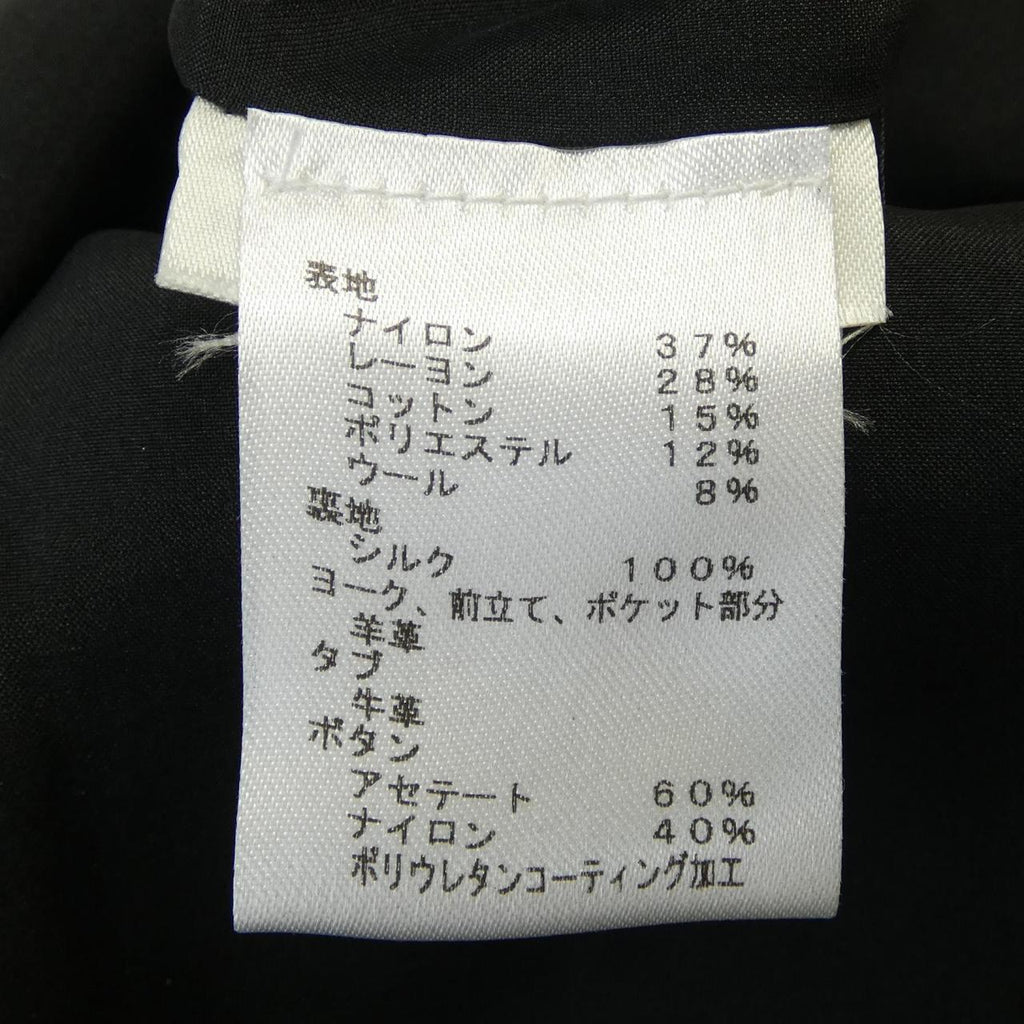 表地
ナイロン 37%
レーヨン 28%
コットン 15%
ポリエステル 12%
ウール 8%
裏地
シルク 100%
ヨーク、前立て、ポケット部分
羊革
タブ
牛革
ボタン
アセテート 60%
ナイロン 40%
ポリウレタンコーティング加工